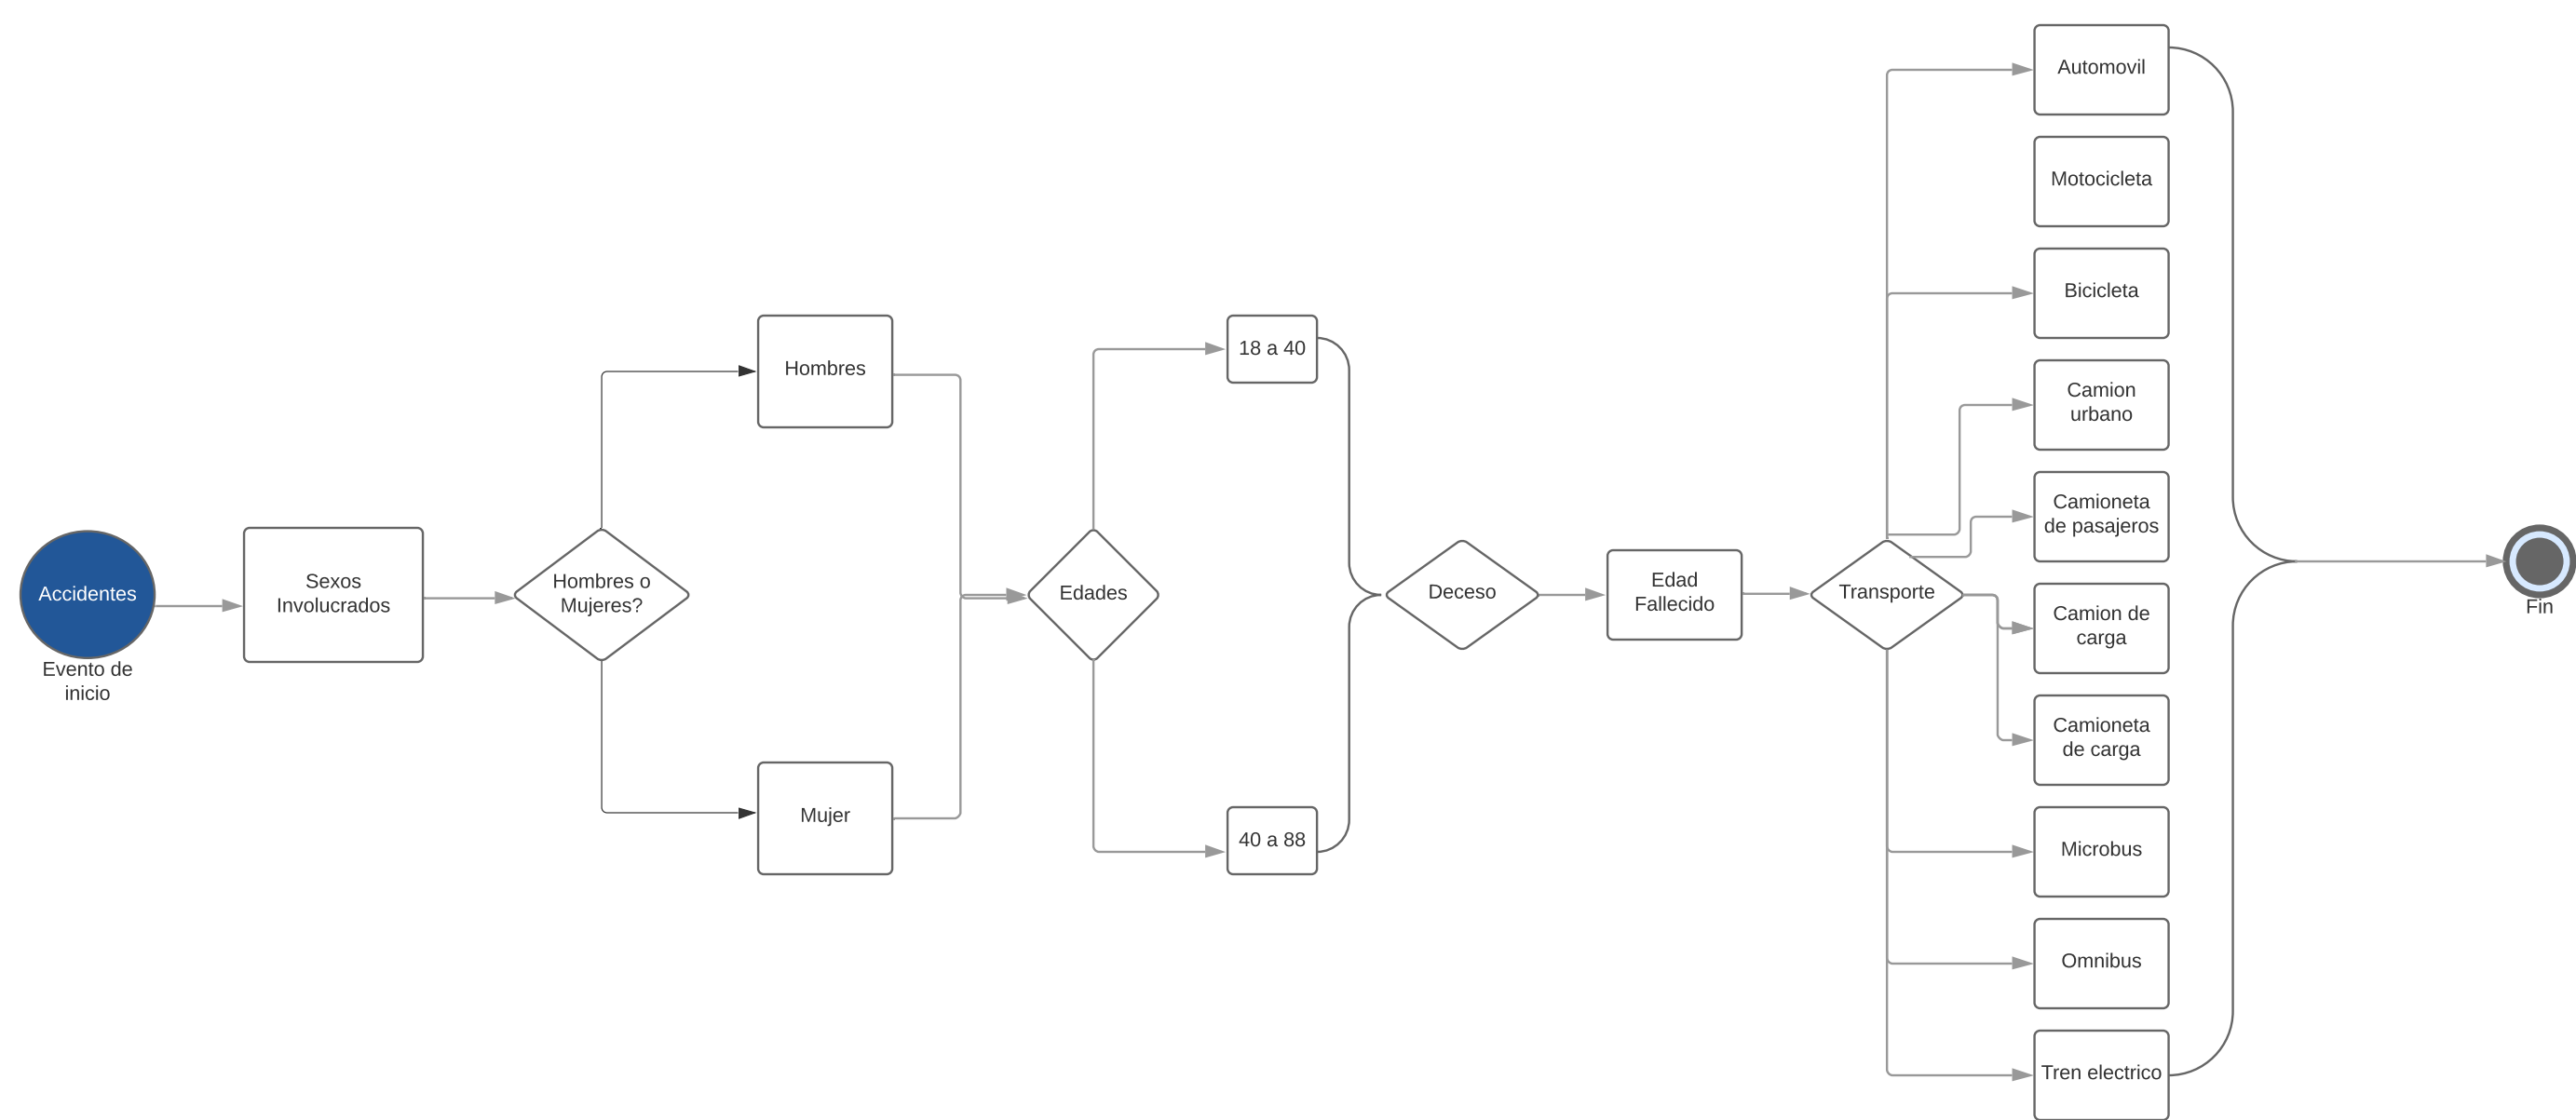 Accidentes
Evento de
inicio
Sexos
Involucrados
Hombres o
Mujeres?
Hombres
Mujer
Edades
18 a 40
40 a 88
Deceso
Edad
Fallecido
Transporte
Automovil
Motocicleta
Bicicleta
Camion
urbano
Camioneta
de pasajeros
Camion de
carga
Camioneta
de carga
Microbus
Omnibus
Tren electrico
Fin